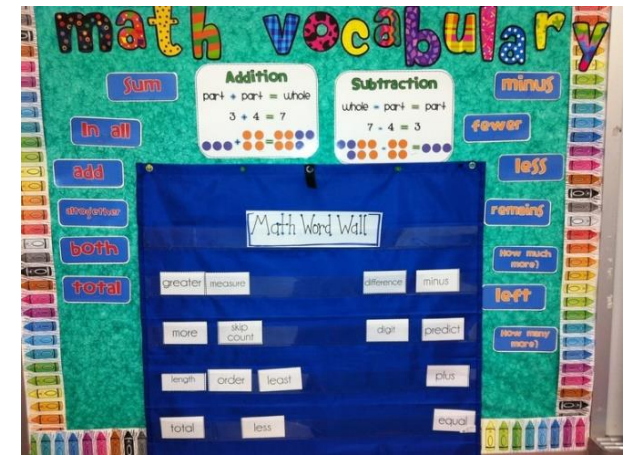 math vocabulary
Sum
In all
add
altogether
both
total
Addition
part + part = whole
3 + 4 = 7
+ =
Subtraction
whole - part = part
7 - 4 = 3
- =
minus
fewer
less
remains
How much
more?
left
How many
more?
Math Word Wall
greater measure difference minus
more skip count digit predict
length order least plus
total less equal